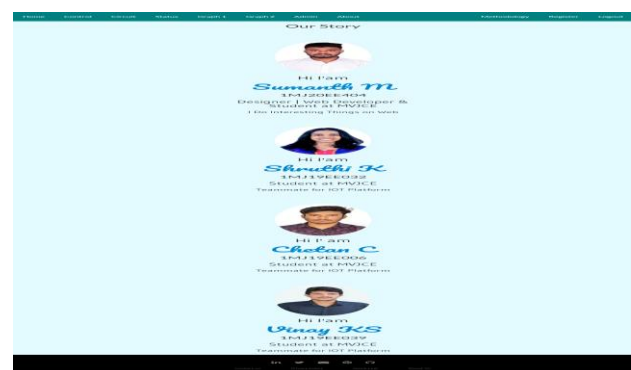 Home Control Circuit Status Graph 1 Graph 2 Admin About Methodology Register Logout
Our Story
Hi I'am
Sumanth M
1MJ20EE404
Designer | Web Developer &
Student at MVJCE
I Do Interesting Things on Web
Hi I'am
Shruthi K
1MJ19EE032
Student at MVJCE
Teammate for IOT Platform
Hi I' am
Chetan C
1MJ19EE006
Student at MVJCE
Teammate for IOT Platform
Hi I'am
Vinay KS
1MJ19EE039
Student at MVJCE
Teammate for IOT Platform